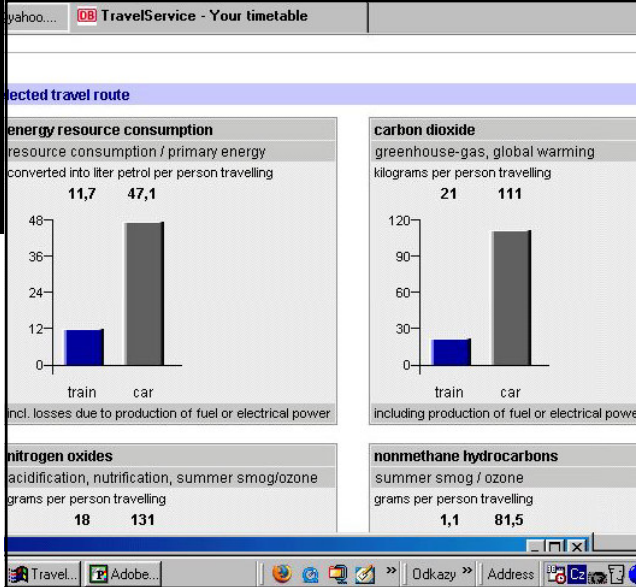 yahoo....
DB TravelService - Your timetable
lected travel route
energy resource consumption
resource consumption / primary energy
converted into liter petrol per person travelling
11,7 47,1
48
36
24
12
0
train car
incl. losses due to production of fuel or electrical power
carbon dioxide
greenhouse-gas, global warming
kilograms per person travelling
21 111
120
90
60
30
0
train car
including production of fuel or electrical powe
nitrogen oxides
acidification, nutrification, summer smog/ozone
grams per person travelling
18 131
nonmethane hydrocarbons
summer smog / ozone
grams per person travelling
1,1 81,5
Travel... Adobe... » Odkazy » Address Cz